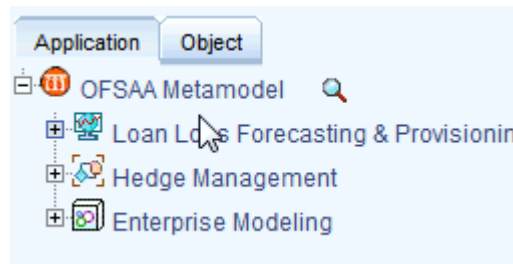 Application Object
OFSAA Metamodel
Loan Loss Forecasting & Provisionin
Hedge Management
Enterprise Modeling